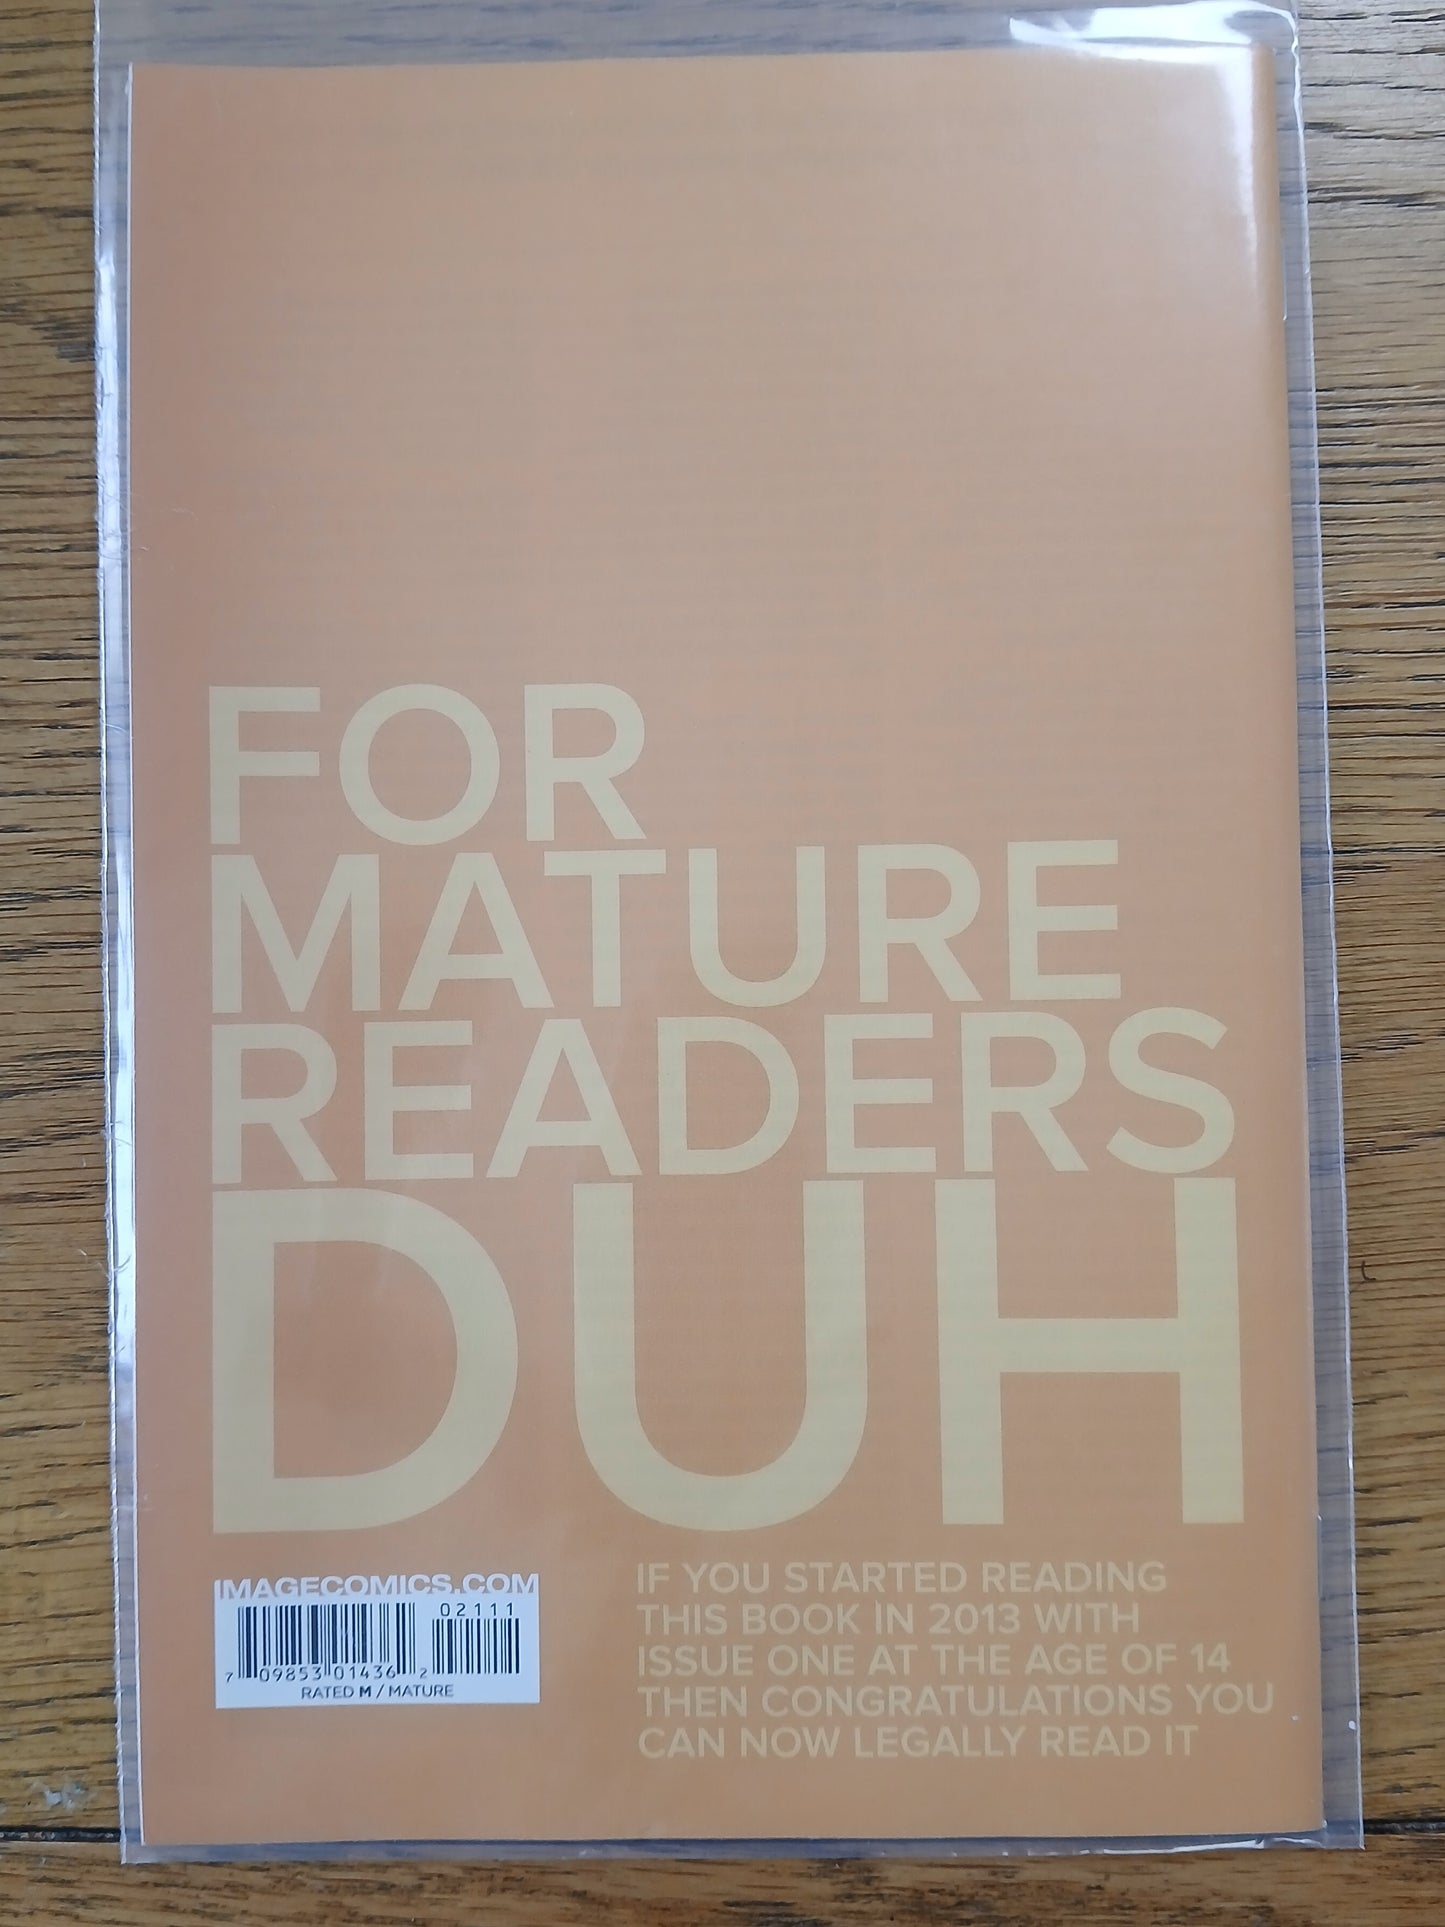 FOR
MATURE
READERS
DUH
IMAGECOMICS.COM
02111
7 09853 01436 2
RATED M / MATURE
IF YOU STARTED READING
THIS BOOK IN 2013 WITH
ISSUE ONE AT THE AGE OF 14
THEN CONGRATULATIONS YOU
CAN NOW LEGALLY READ IT